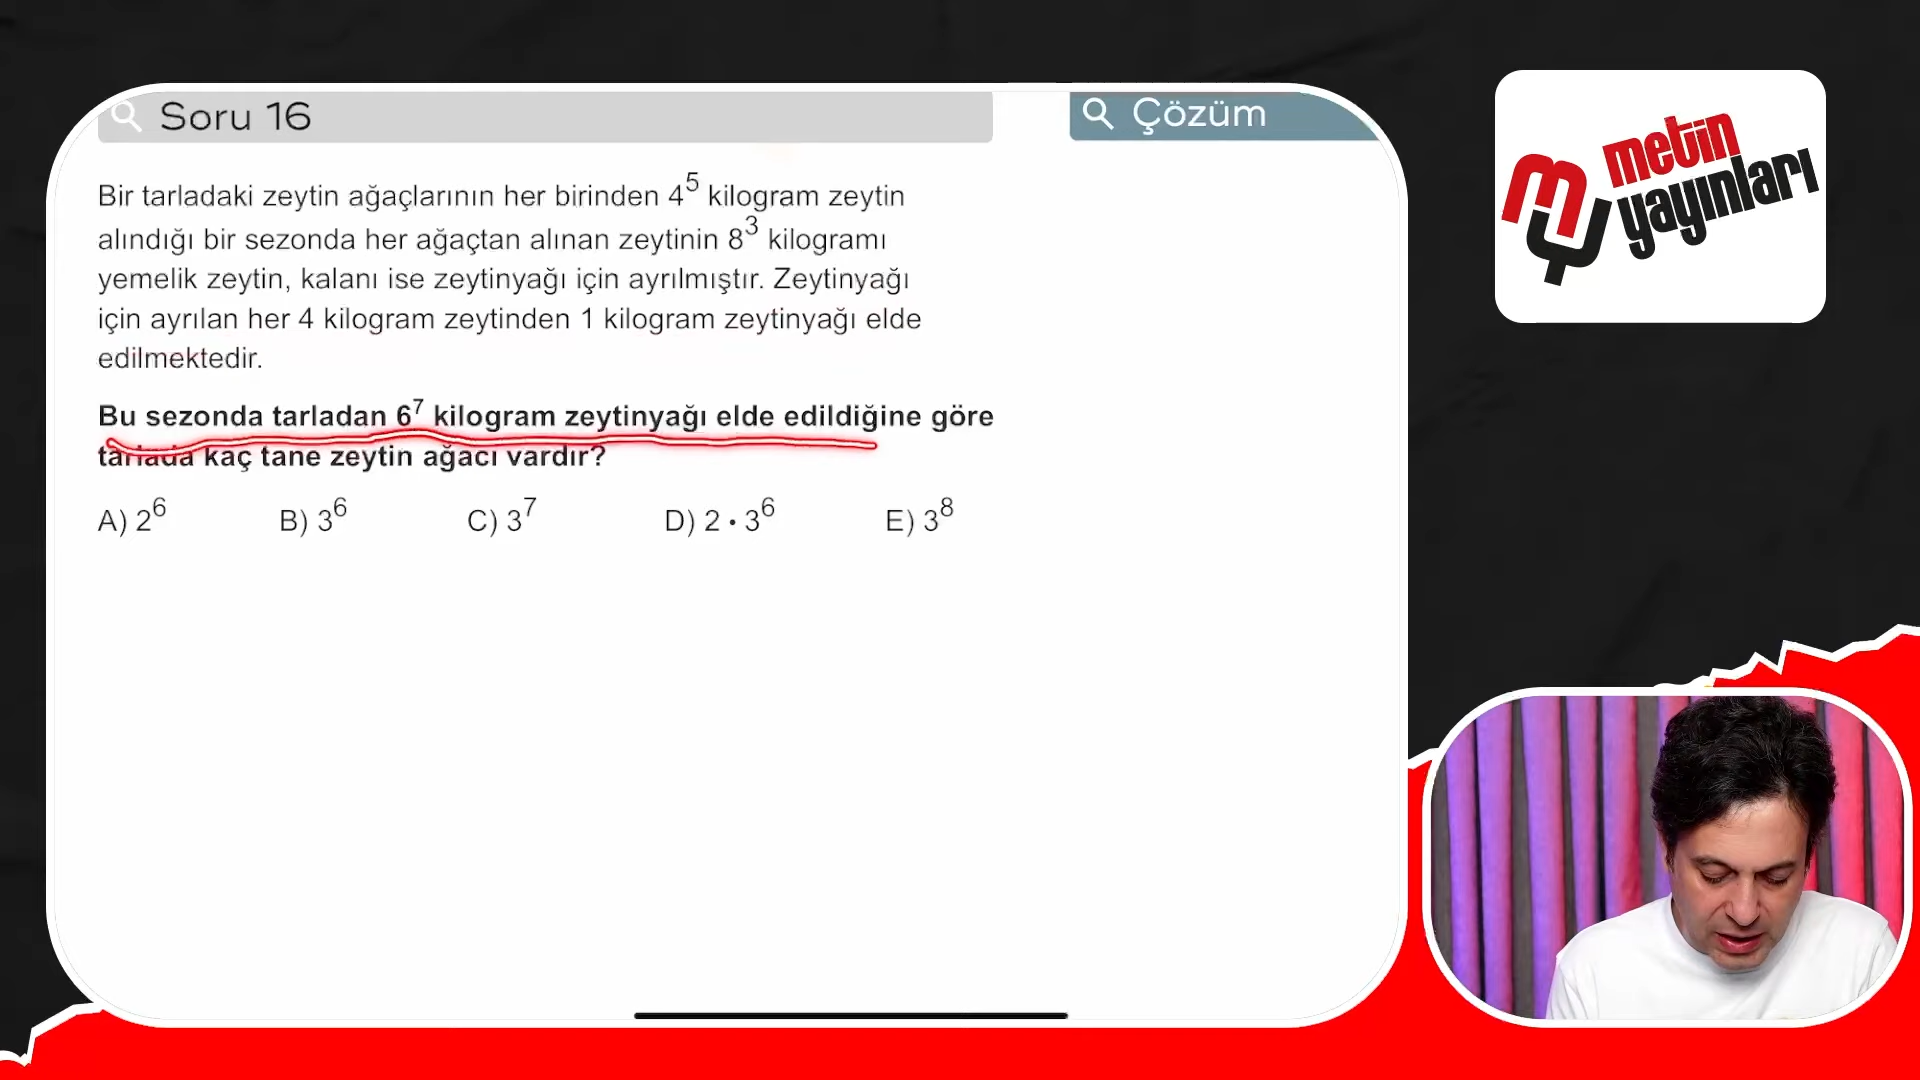 Soru 16
Çözüm
Bir tarladaki zeytin ağaçlarının her birinden 4⁵ kilogram zeytin
alındığı bir sezonda her ağaçtan alınan zeytinin 8³ kilogramı
yemelik zeytin, kalanı ise zeytinyağı için ayrılmıştır. Zeytinyağı
için ayrılan her 4 kilogram zeytinden 1 kilogram zeytinyağı elde
edilmektedir.
Bu sezonda tarladan 6⁷ kilogram zeytinyağı elde edildiğine göre
tarlada kaç tane zeytin ağacı vardır?
A) 2⁶ B) 3⁶ C) 3⁷ D) 2 · 3⁶ E) 3⁸
metin
yayınları